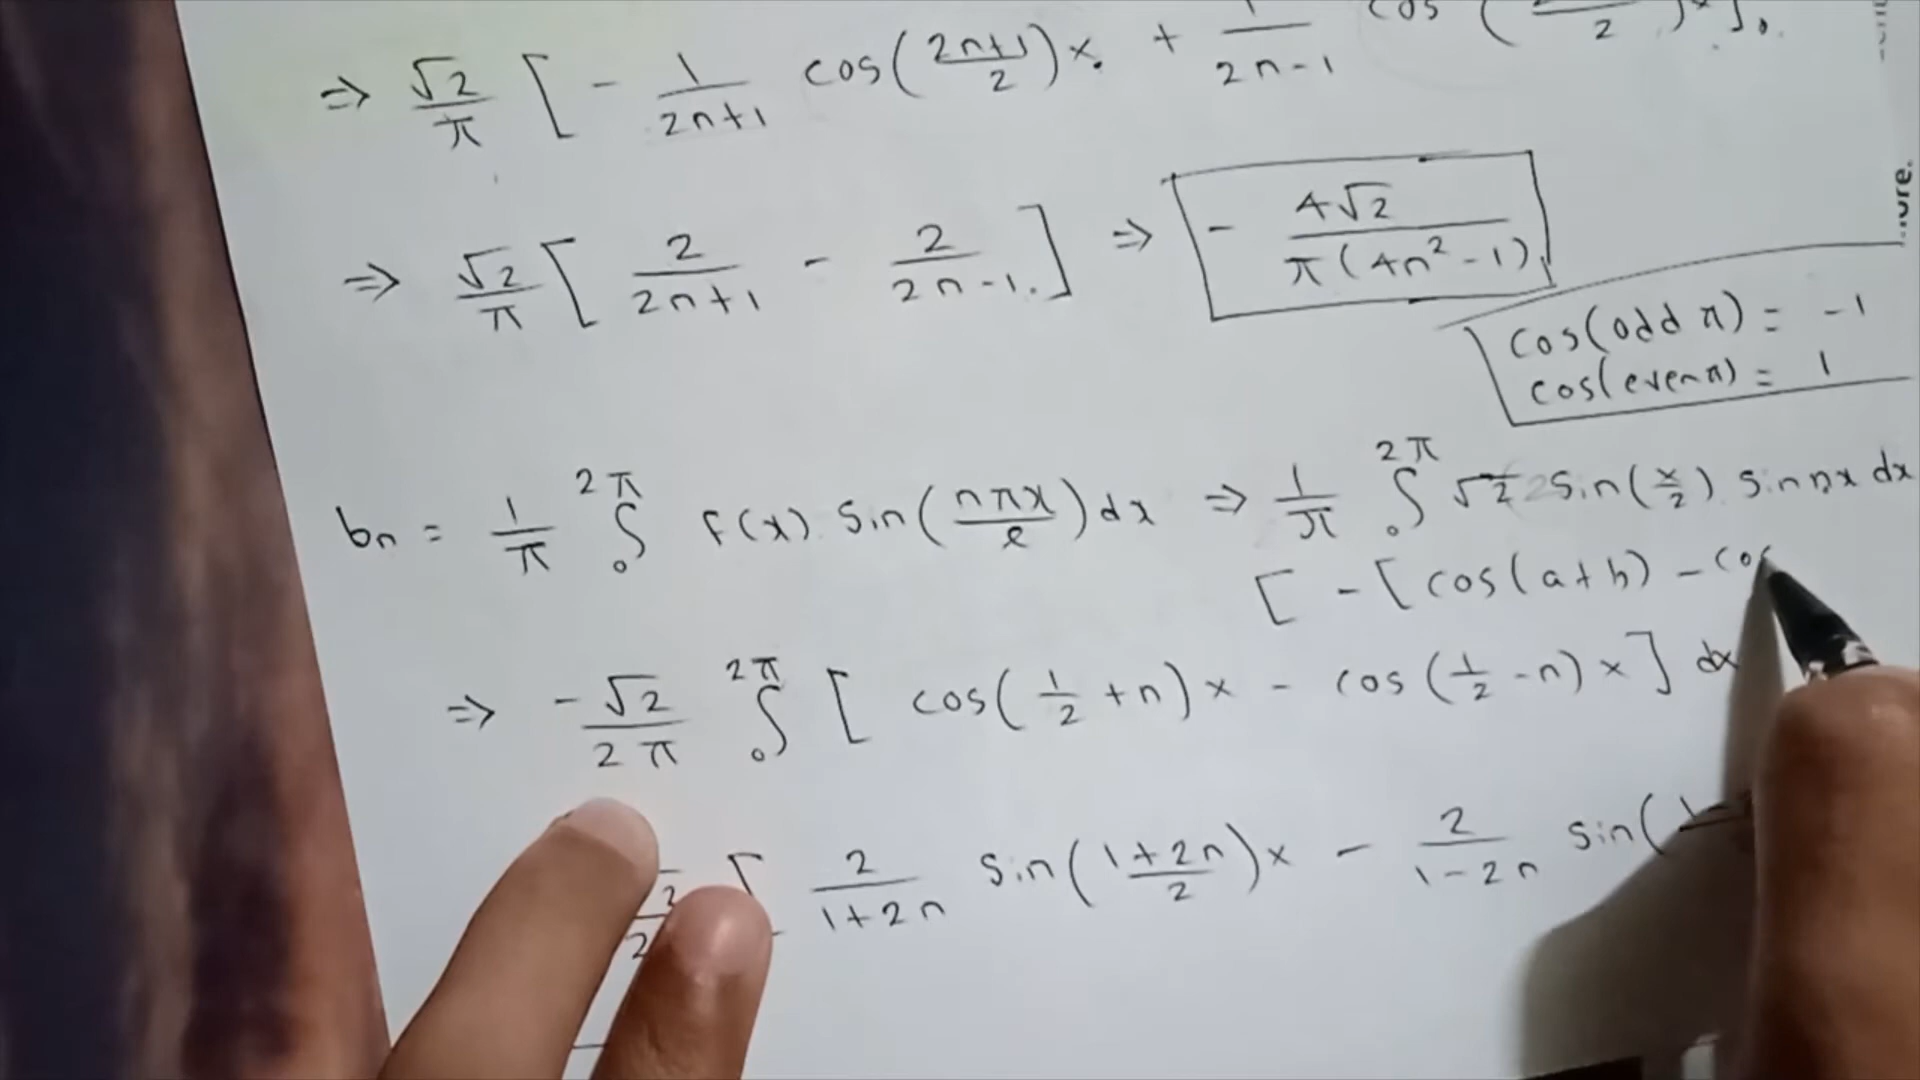 ⇒ √2/π [ - 1/2n+1 cos(2n+1/2)x + 1/2n-1 cos( /2)x ]₀
⇒ √2/π [ 2/2n+1 - 2/2n-1 ] ⇒ - 4√2/π(4n²-1)
cos(odd π) = -1
cos(even π) = 1
bn = 1/π ∫₀^2π f(x) sin(nπx/l) dx ⇒ 1/π ∫₀^2π √2 sin(x/2) sin nx dx
[ - [ cos(a+b) - co
⇒ -√2/2π ∫₀^2π [ cos(1/2 +n)x - cos(1/2 -n)x ] dx
[ 2/1+2n sin(1+2n/2)x - 2/1-2n sin(